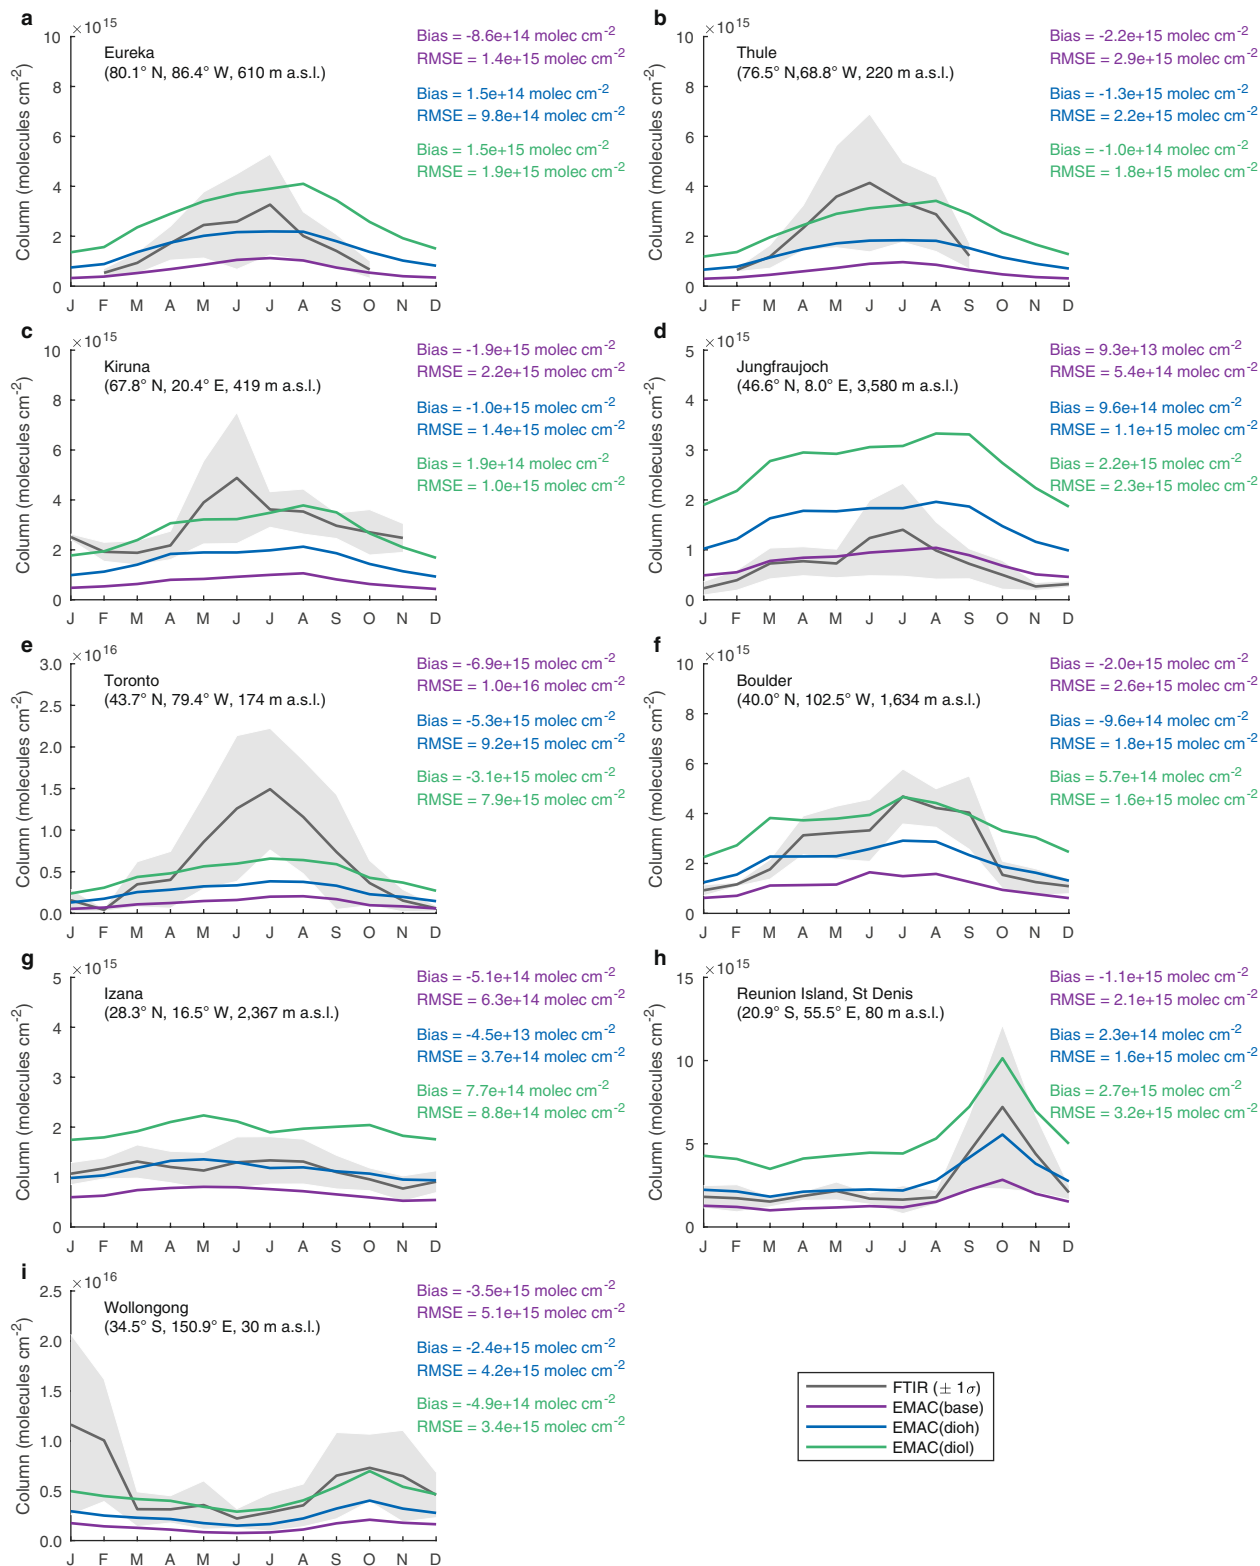 a
×10^15
Column (molecules cm^-2)
10
8
6
4
2
0
Eureka
(80.1° N, 86.4° W, 610 m a.s.l.)
Bias = -8.6e+14 molec cm^-2
RMSE = 1.4e+15 molec cm^-2
Bias = 1.5e+14 molec cm^-2
RMSE = 9.8e+14 molec cm^-2
Bias = 1.5e+15 molec cm^-2
RMSE = 1.9e+15 molec cm^-2
J F M A M J J A S O N D
b
×10^15
Column (molecules cm^-2)
10
8
6
4
2
0
Thule
(76.5° N,68.8° W, 220 m a.s.l.)
Bias = -2.2e+15 molec cm^-2
RMSE = 2.9e+15 molec cm^-2
Bias = -1.3e+15 molec cm^-2
RMSE = 2.2e+15 molec cm^-2
Bias = -1.0e+14 molec cm^-2
RMSE = 1.8e+15 molec cm^-2
J F M A M J J A S O N D
c
×10^15
Column (molecules cm^-2)
10
8
6
4
2
0
Kiruna
(67.8° N, 20.4° E, 419 m a.s.l.)
Bias = -1.9e+15 molec cm^-2
RMSE = 2.2e+15 molec cm^-2
Bias = -1.0e+15 molec cm^-2
RMSE = 1.4e+15 molec cm^-2
Bias = 1.9e+14 molec cm^-2
RMSE = 1.0e+15 molec cm^-2
J F M A M J J A S O N D
d
×10^15
Column (molecules cm^-2)
5
4
3
2
1
0
Jungfraujoch
(46.6° N, 8.0° E, 3,580 m a.s.l.)
Bias = 9.3e+13 molec cm^-2
RMSE = 5.4e+14 molec cm^-2
Bias = 9.6e+14 molec cm^-2
RMSE = 1.1e+15 molec cm^-2
Bias = 2.2e+15 molec cm^-2
RMSE = 2.3e+15 molec cm^-2
J F M A M J J A S O N D
e
×10^16
Column (molecules cm^-2)
3.0
2.5
2.0
1.5
1.0
0.5
0.0
Toronto
(43.7° N, 79.4° W, 174 m a.s.l.)
Bias = -6.9e+15 molec cm^-2
RMSE = 1.0e+16 molec cm^-2
Bias = -5.3e+15 molec cm^-2
RMSE = 9.2e+15 molec cm^-2
Bias = -3.1e+15 molec cm^-2
RMSE = 7.9e+15 molec cm^-2
J F M A M J J A S O N D
f
×10^15
Column (molecules cm^-2)
10
8
6
4
2
0
Boulder
(40.0° N, 102.5° W, 1,634 m a.s.l.)
Bias = -2.0e+15 molec cm^-2
RMSE = 2.6e+15 molec cm^-2
Bias = -9.6e+14 molec cm^-2
RMSE = 1.8e+15 molec cm^-2
Bias = 5.7e+14 molec cm^-2
RMSE = 1.6e+15 molec cm^-2
J F M A M J J A S O N D
g
×10^15
Column (molecules cm^-2)
5
4
3
2
1
0
Izana
(28.3° N, 16.5° W, 2,367 m a.s.l.)
Bias = -5.1e+14 molec cm^-2
RMSE = 6.3e+14 molec cm^-2
Bias = -4.5e+13 molec cm^-2
RMSE = 3.7e+14 molec cm^-2
Bias = 7.7e+14 molec cm^-2
RMSE = 8.8e+14 molec cm^-2
J F M A M J J A S O N D
h
×10^15
Column (molecules cm^-2)
15
10
5
0
Reunion Island, St Denis
(20.9° S, 55.5° E, 80 m a.s.l.)
Bias = -1.1e+15 molec cm^-2
RMSE = 2.1e+15 molec cm^-2
Bias = 2.3e+14 molec cm^-2
RMSE = 1.6e+15 molec cm^-2
Bias = 2.7e+15 molec cm^-2
RMSE = 3.2e+15 molec cm^-2
J F M A M J J A S O N D
i
×10^16
Column (molecules cm^-2)
2.5
2.0
1.5
1.0
0.5
0.0
Wollongong
(34.5° S, 150.9° E, 30 m a.s.l.)
Bias = -3.5e+15 molec cm^-2
RMSE = 5.1e+15 molec cm^-2
Bias = -2.4e+15 molec cm^-2
RMSE = 4.2e+15 molec cm^-2
Bias = -4.9e+14 molec cm^-2
RMSE = 3.4e+15 molec cm^-2
J F M A M J J A S O N D
FTIR (± 1σ)
EMAC(base)
EMAC(dioh)
EMAC(diol)